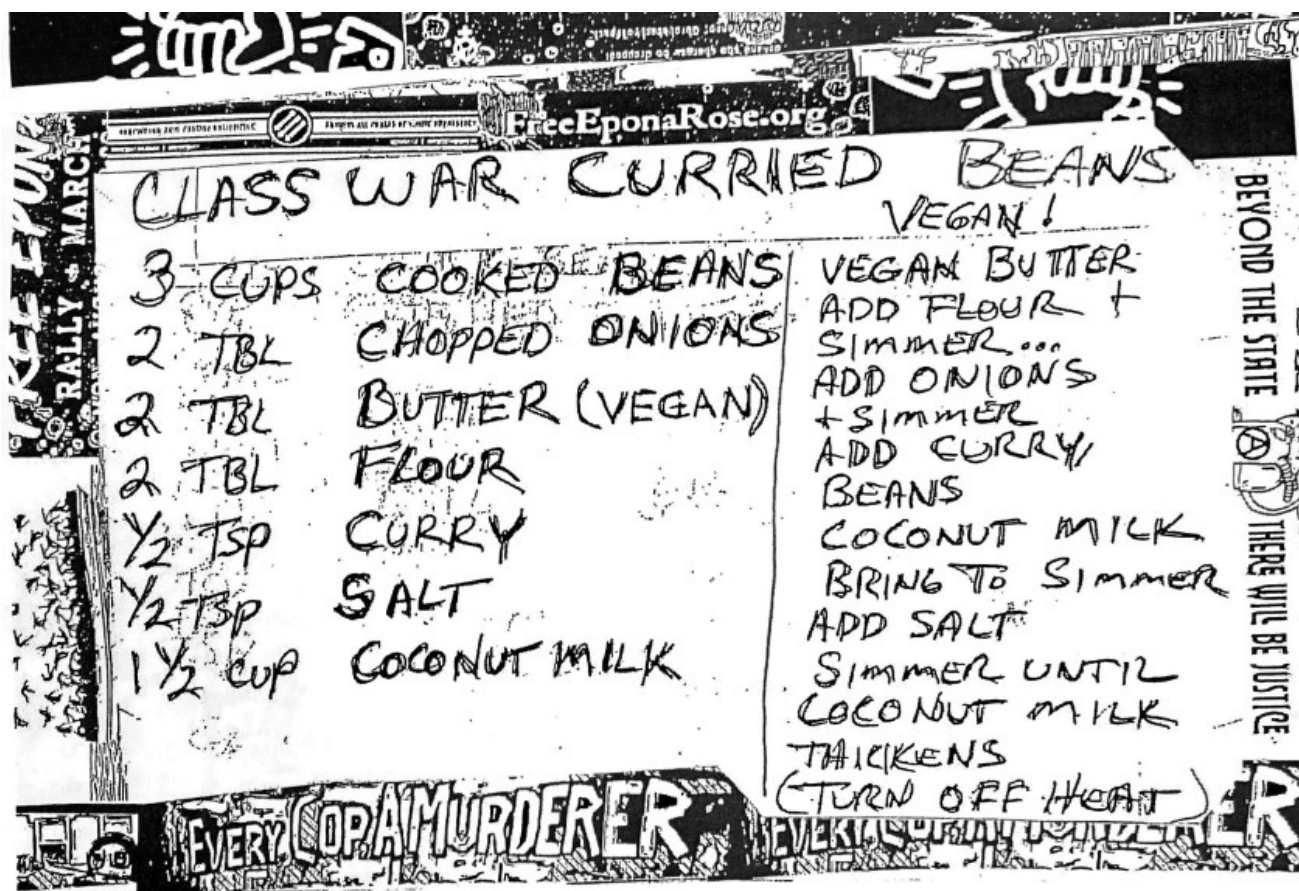 FreeEponaRose.org
RALLY & MARCH
CLASS WAR CURRIED BEANS
VEGAN!
3 CUPS COOKED BEANS
2 TBL CHOPPED ONIONS
2 TBL BUTTER (VEGAN)
2 TBL FLOUR
1/2 TSP CURRY
1/2 TSP SALT
1 1/2 CUP COCONUT MILK
VEGAN BUTTER
ADD FLOUR +
SIMMER...
ADD ONIONS
+ SIMMER
ADD CURRY,
BEANS
COCONUT MILK
BRING TO SIMMER
ADD SALT
SIMMER UNTIL
COCONUT MILK
THICKENS
(TURN OFF HEAT)
BEYOND THE STATE THERE WILL BE JUSTICE
EVERY COP A MURDERER